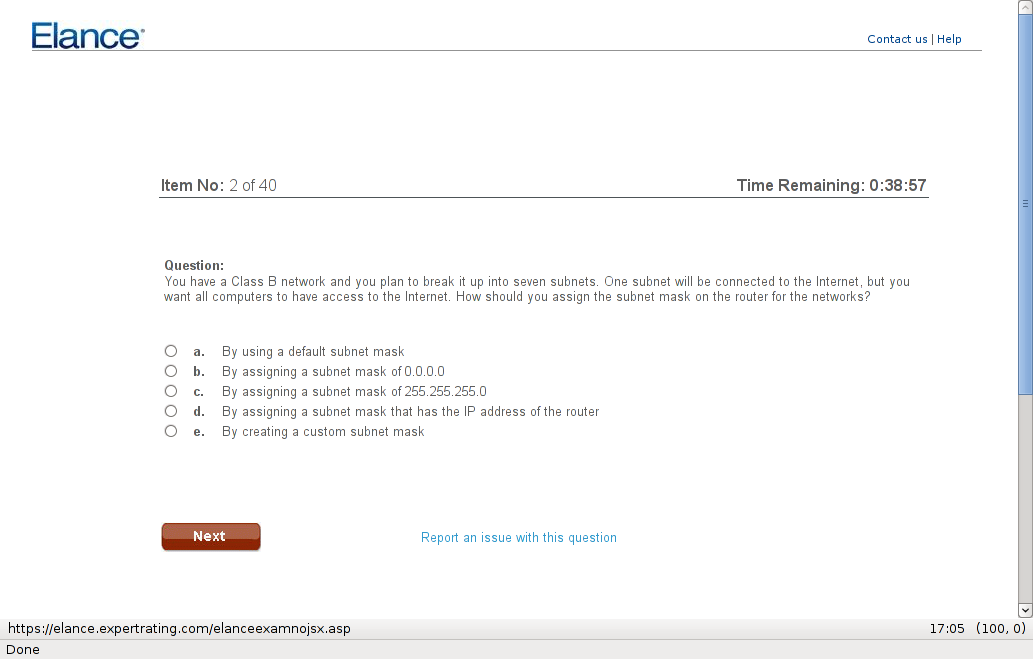 Elance
Contact us | Help
Item No: 2 of 40
Time Remaining: 0:38:57
Question:
You have a Class B network and you plan to break it up into seven subnets. One subnet will be connected to the Internet, but you
want all computers to have access to the Internet. How should you assign the subnet mask on the router for the networks?
a. By using a default subnet mask
b. By assigning a subnet mask of 0.0.0.0
c. By assigning a subnet mask of 255.255.255.0
d. By assigning a subnet mask that has the IP address of the router
e. By creating a custom subnet mask
Next
Report an issue with this question
https://elance.expertrating.com/elanceexamnojsx.asp
17:05 (100, 0)
Done